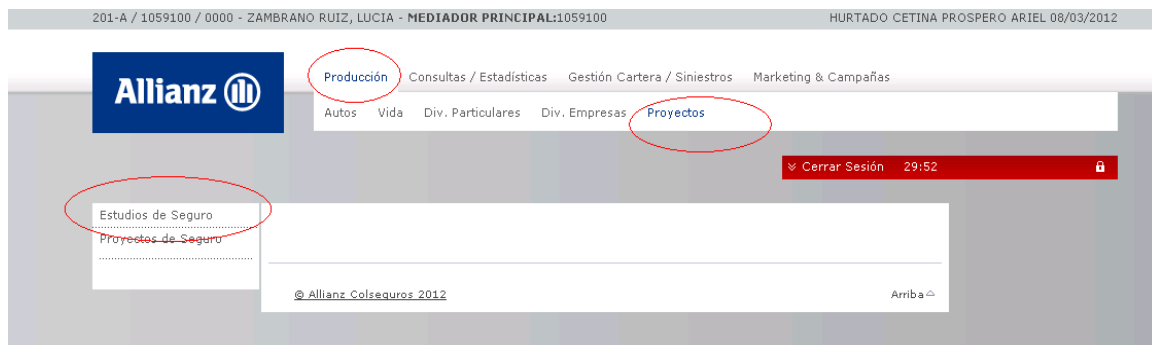 201-A / 1059100 / 0000 - ZAMBRANO RUIZ, LUCIA - MEDIADOR PRINCIPAL:1059100 HURTADO CETINA PROSPERO ARIEL 08/03/2012
Allianz
Producción Consultas / Estadísticas Gestión Cartera / Siniestros Marketing & Campañas
Autos Vida Div. Particulares Div. Empresas Proyectos
Cerrar Sesión 29:52
Estudios de Seguro
Proyectos de Seguro
© Allianz Colseguros 2012 Arriba